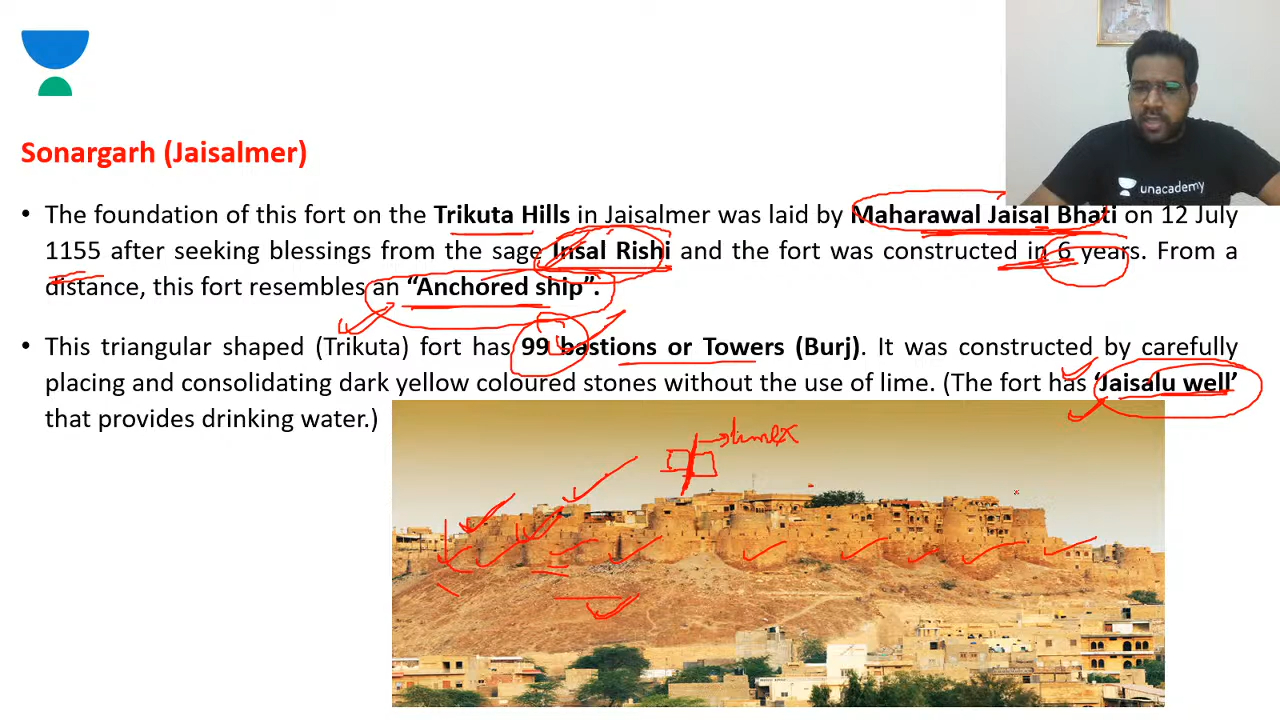 unacademy
Sonargarh (Jaisalmer)
• The foundation of this fort on the Trikuta Hills in Jaisalmer was laid by Maharawal Jaisal Bhati on 12 July
1155 after seeking blessings from the sage Insal Rishi and the fort was constructed in 6 years. From a
distance, this fort resembles an “Anchored ship”.
• This triangular shaped (Trikuta) fort has 99 bastions or Towers (Burj). It was constructed by carefully
placing and consolidating dark yellow coloured stones without the use of lime. (The fort has ‘Jaisalu well’
that provides drinking water.)
lime x